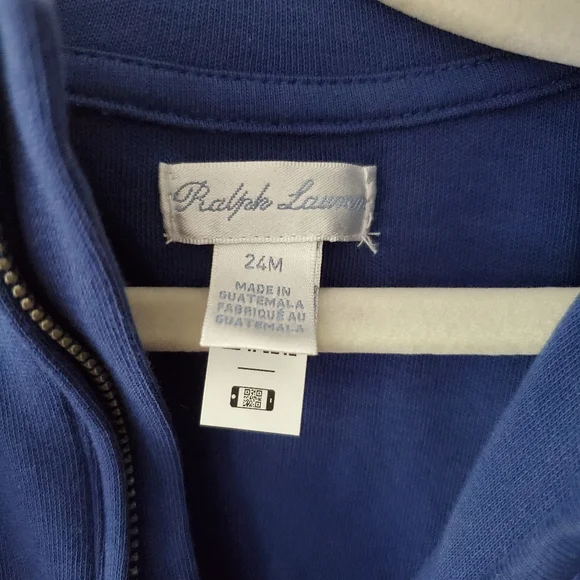 Ralph Lauren
24M
MADE IN
GUATEMALA
FABRIQUÉ AU
GUATEMALA